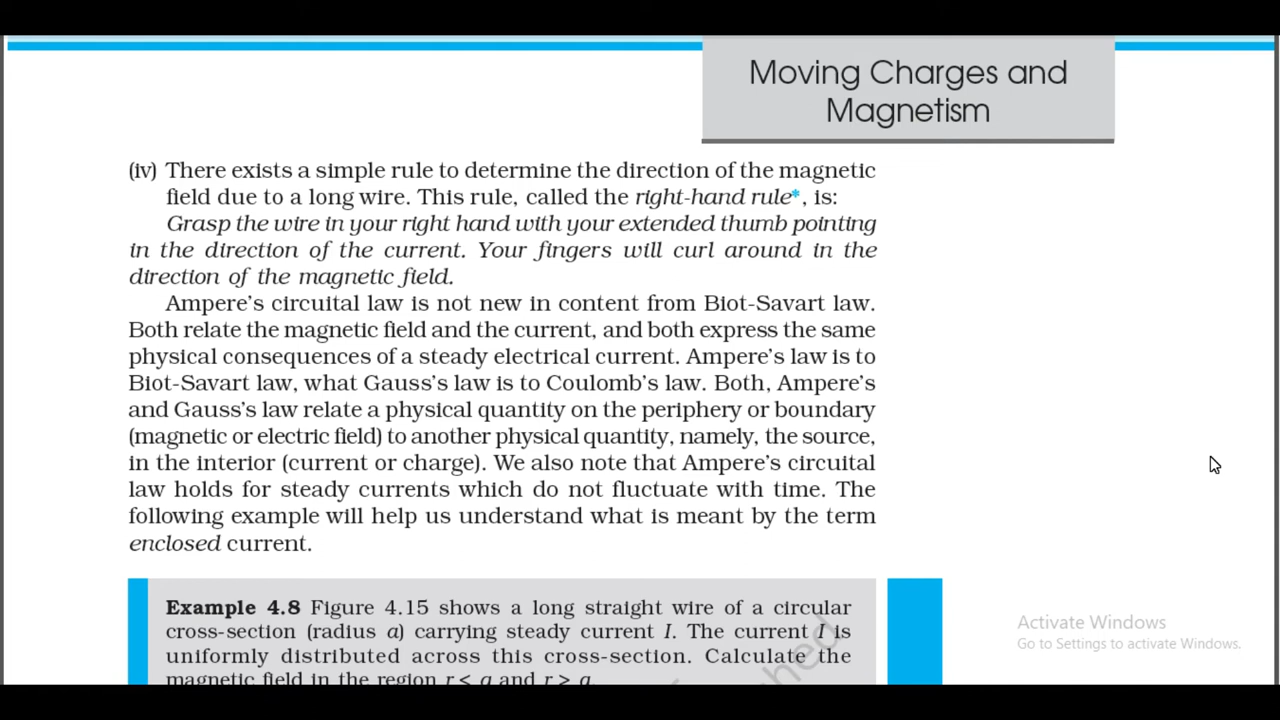 Moving Charges and
Magnetism
(iv) There exists a simple rule to determine the direction of the magnetic
field due to a long wire. This rule, called the right-hand rule*, is:
Grasp the wire in your right hand with your extended thumb pointing
in the direction of the current. Your fingers will curl around in the
direction of the magnetic field.
Ampere's circuital law is not new in content from Biot-Savart law.
Both relate the magnetic field and the current, and both express the same
physical consequences of a steady electrical current. Ampere's law is to
Biot-Savart law, what Gauss's law is to Coulomb's law. Both, Ampere's
and Gauss's law relate a physical quantity on the periphery or boundary
(magnetic or electric field) to another physical quantity, namely, the source,
in the interior (current or charge). We also note that Ampere's circuital
law holds for steady currents which do not fluctuate with time. The
following example will help us understand what is meant by the term
enclosed current.
Example 4.8 Figure 4.15 shows a long straight wire of a circular
cross-section (radius a) carrying steady current I. The current I is
uniformly distributed across this cross-section. Calculate the
magnetic field in the region r < a and r > a.
Activate Windows
Go to Settings to activate Windows.